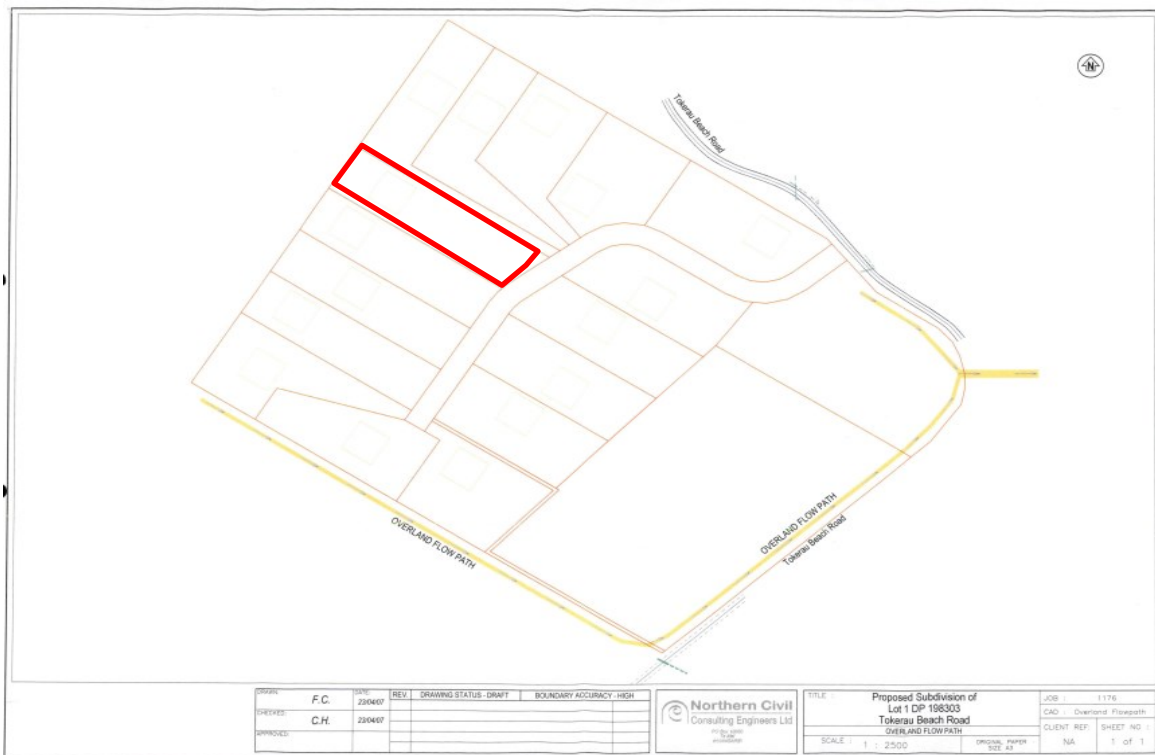 N
Tokerau Beach Road
OVERLAND FLOW PATH
OVERLAND FLOW PATH
Tokerau Beach Road
DRAWN: F.C. DATE: 23/04/07 REV. DRAWING STATUS - DRAFT BOUNDARY ACCURACY - HIGH
CHECKED: C.H. 23/04/07
APPROVED:
Northern Civil
Consulting Engineers Ltd
TITLE :
Proposed Subdivision of
Lot 1 DP 198303
Tokerau Beach Road
OVERLAND FLOW PATH
SCALE : 1 : 2500 ORIGINAL PAPER
SIZE A3
JOB : 1176
CAD : Overland Flowpath
CLIENT REF: SHEET NO :
NA 1 of 1